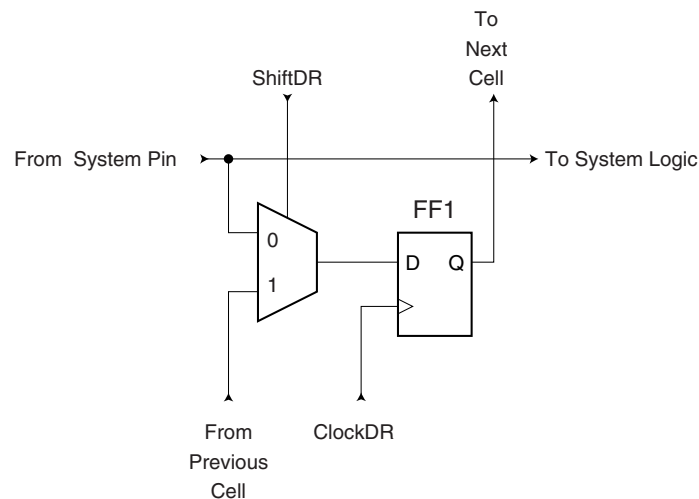 To
Next
Cell
ShiftDR
From System Pin
To System Logic
FF1
0
D Q
1
From
Previous
Cell
ClockDR